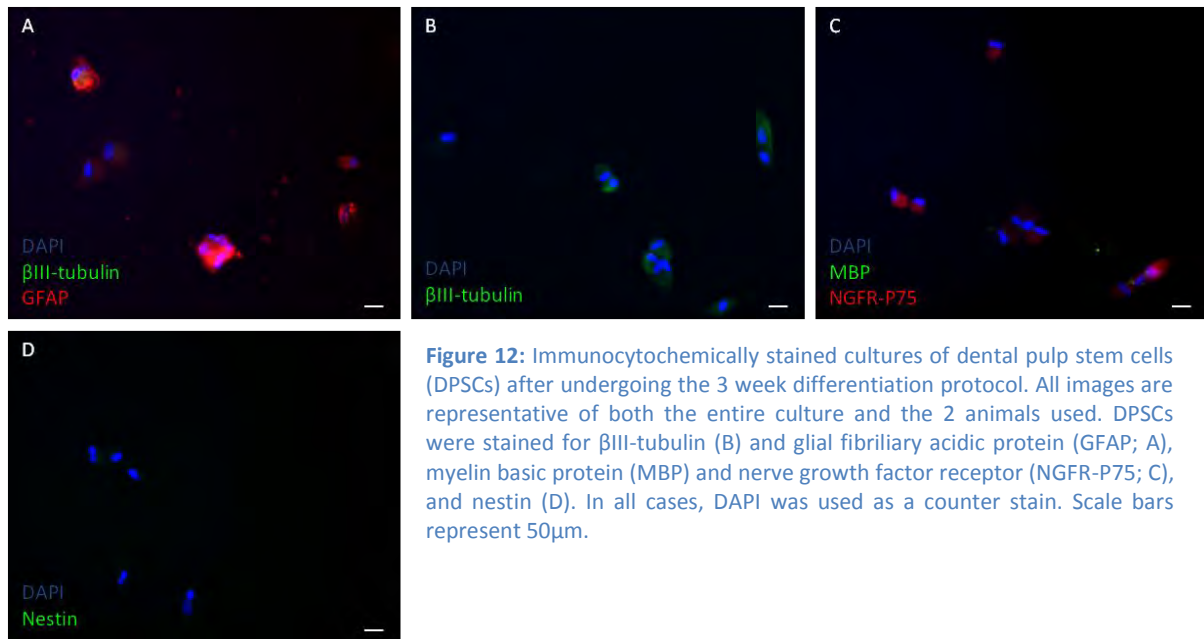 A
DAPI
βIII-tubulin
GFAP
B
DAPI
βIII-tubulin
C
DAPI
MBP
NGFR-P75
D
DAPI
Nestin
Figure 12: Immunocytochemically stained cultures of dental pulp stem cells
(DPSCs) after undergoing the 3 week differentiation protocol. All images are
representative of both the entire culture and the 2 animals used. DPSCs
were stained for βIII-tubulin (B) and glial fibriliary acidic protein (GFAP; A),
myelin basic protein (MBP) and nerve growth factor receptor (NGFR-P75; C),
and nestin (D). In all cases, DAPI was used as a counter stain. Scale bars
represent 50μm.